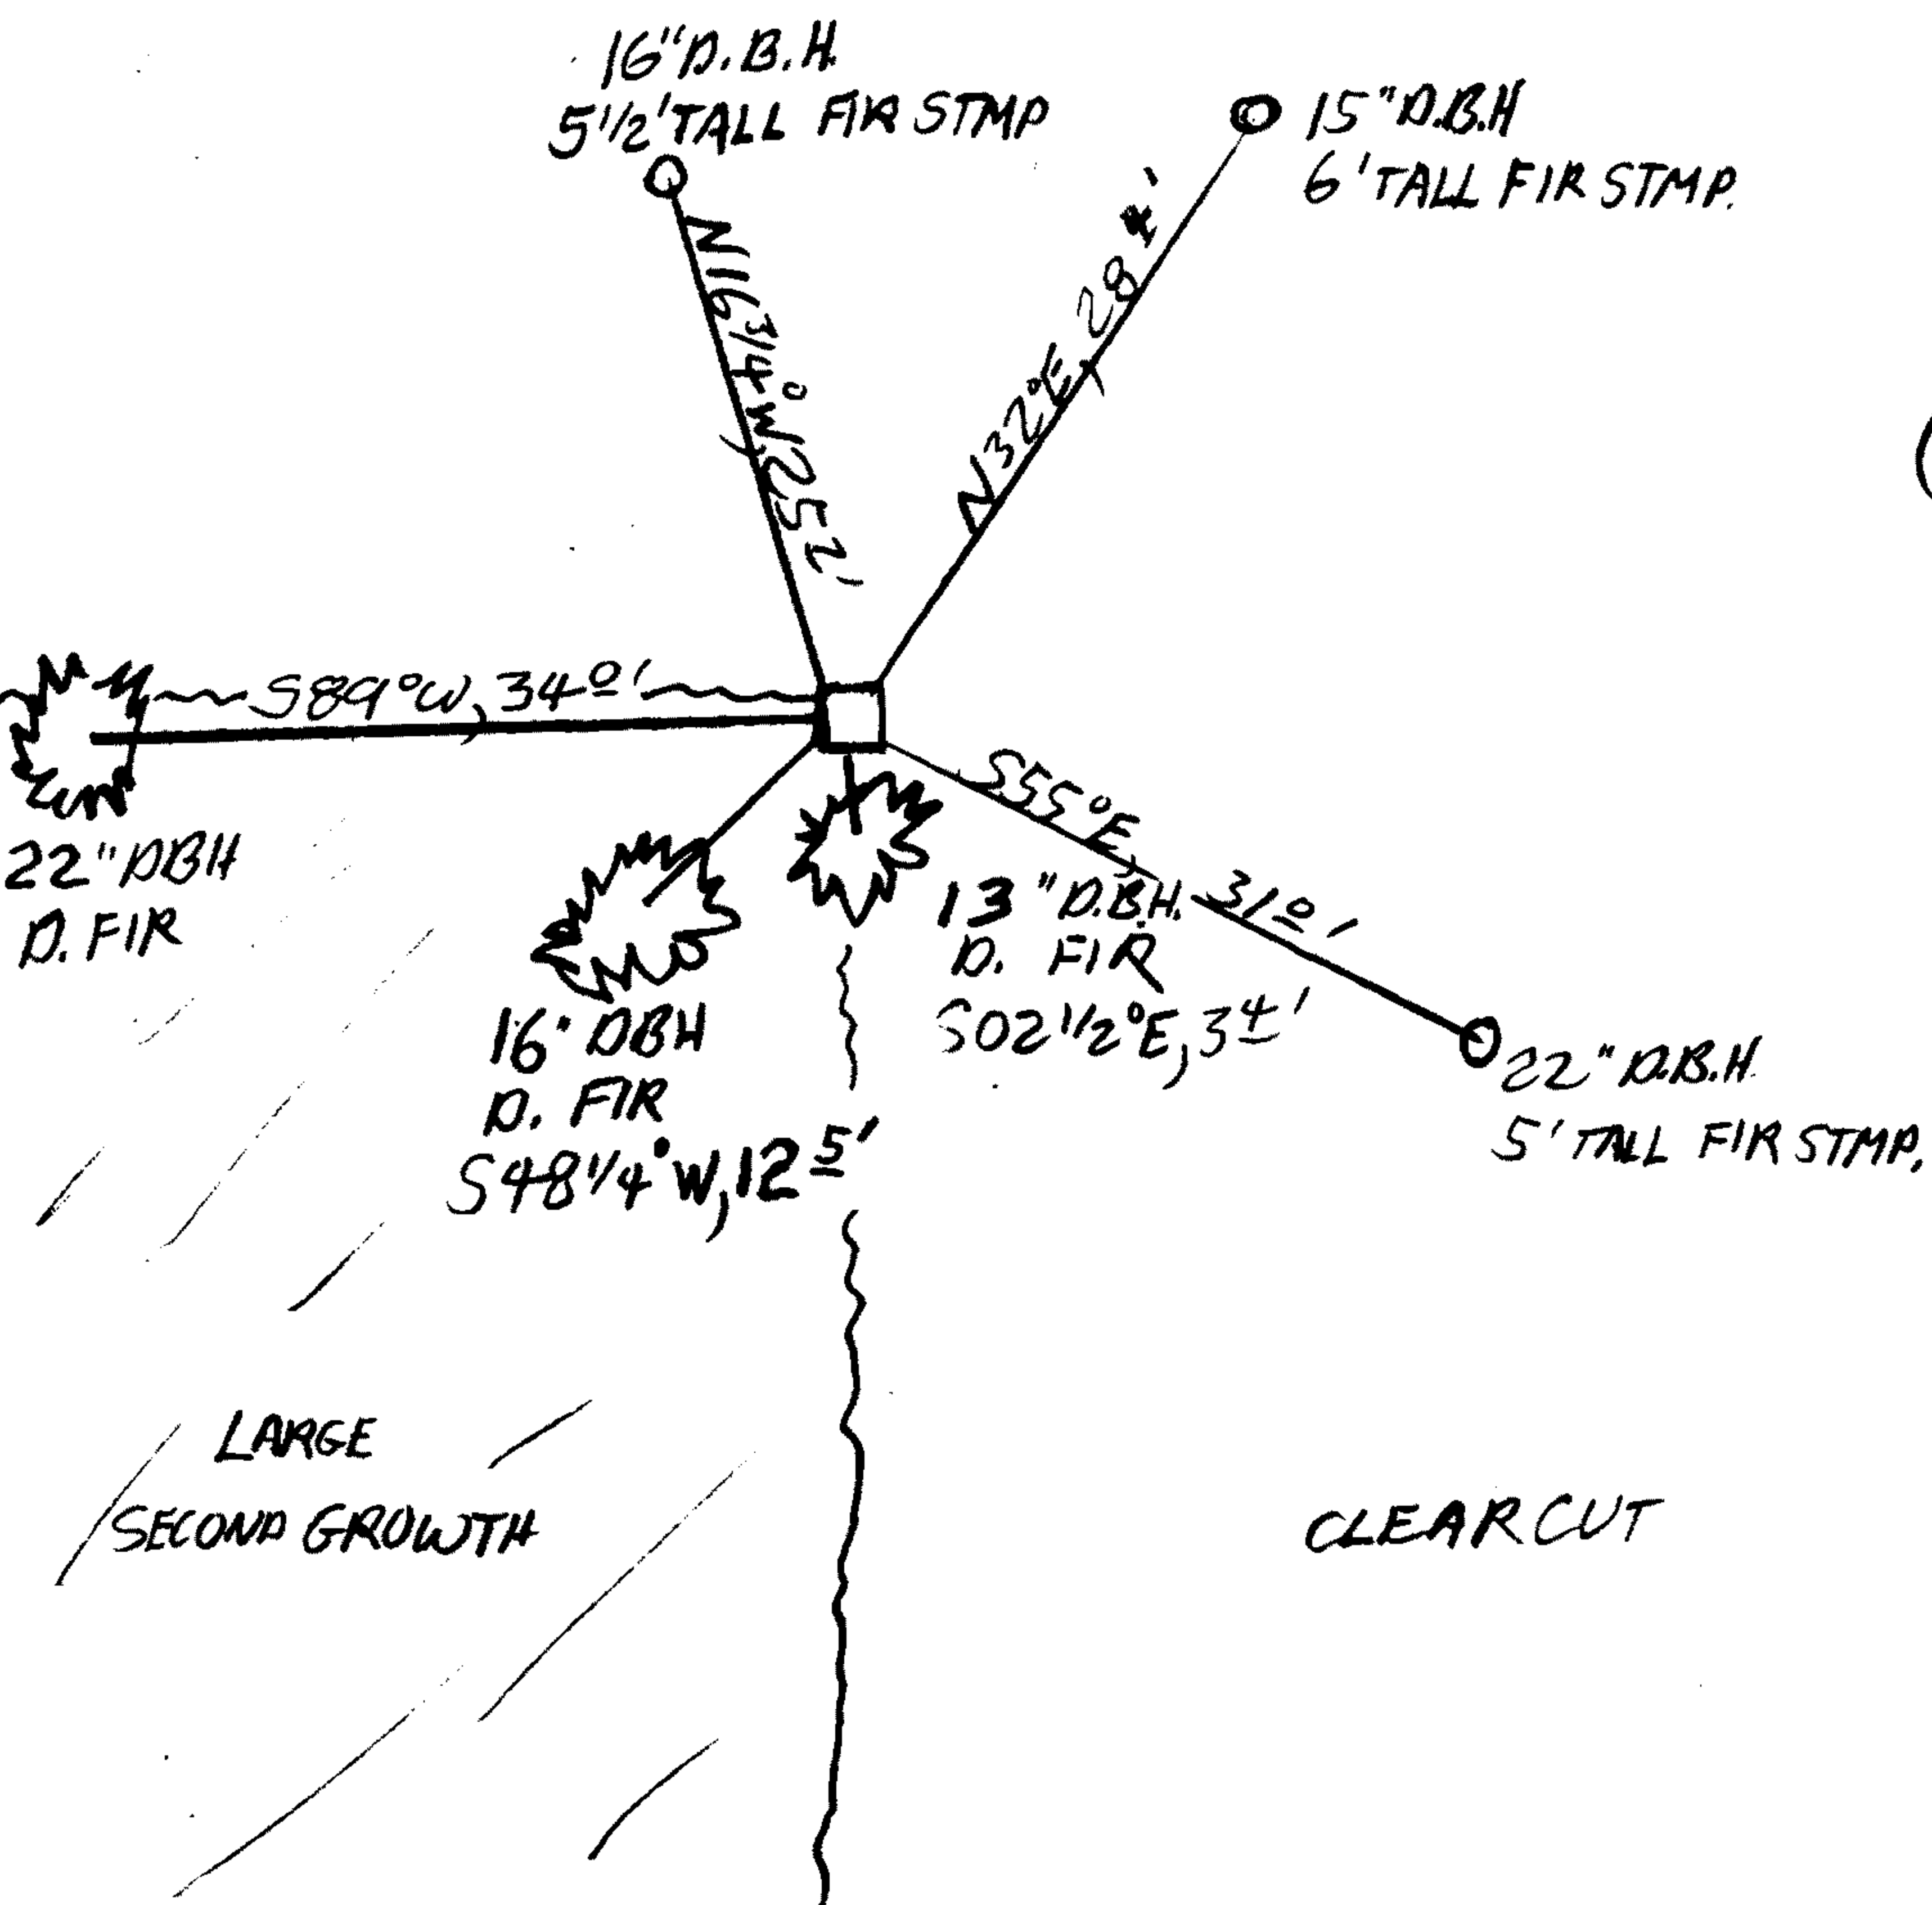 16" D.B.H.
5 1/2' TALL FIR STMP
15" D.B.H
6' TALL FIR STMP.
N16 3/4° W, 25 2'
N32°E, 28 4'
S89°W, 34 0'
22" DBH
D. FIR
S55°E, 31 0'
13" D.B.H.
D. FIR
S02 1/2°E, 3 4'
16" DBH
D. FIR
S48 1/4° W, 12 5'
22" D.B.H.
5' TALL FIR STMP.
LARGE
SECOND GROWTH
CLEARCUT